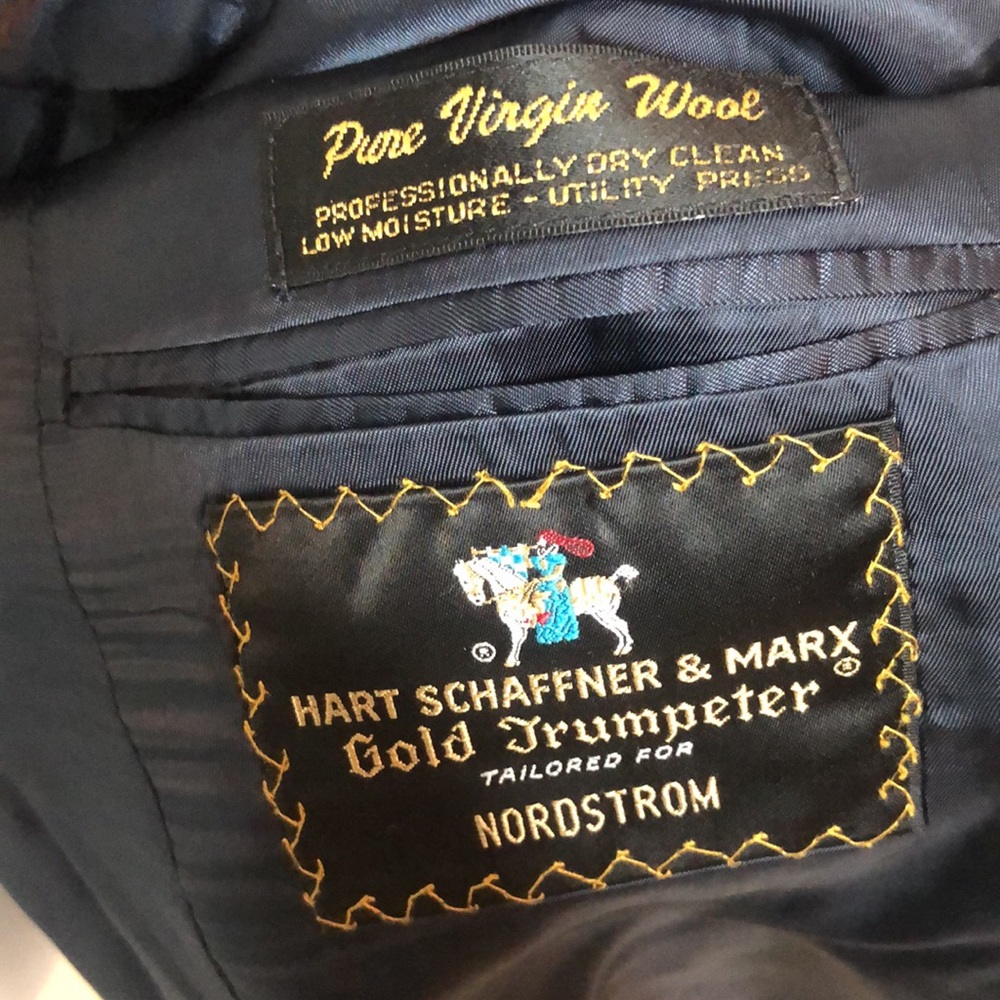 Pure Virgin Wool
PROFESSIONALLY DRY CLEAN
LOW MOISTURE - UTILITY PRESS
®
HART SCHAFFNER & MARX
®
Gold Trumpeter
TAILORED FOR
NORDSTROM